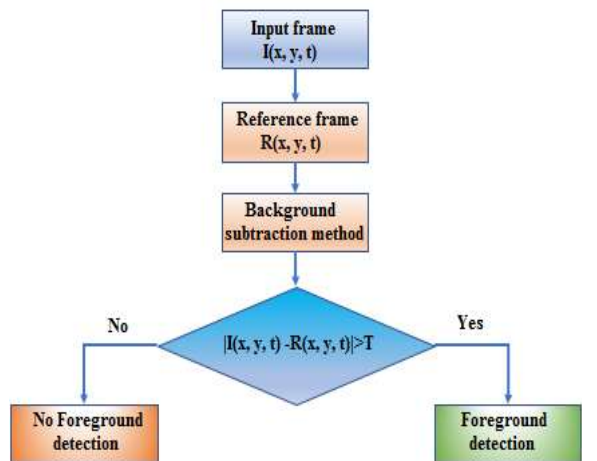 Input frame
I(x, y, t)
Reference frame
R(x, y, t)
Background
subtraction method
|I(x, y, t) -R(x, y, t)|>T
No
Yes
No Foreground
detection
Foreground
detection